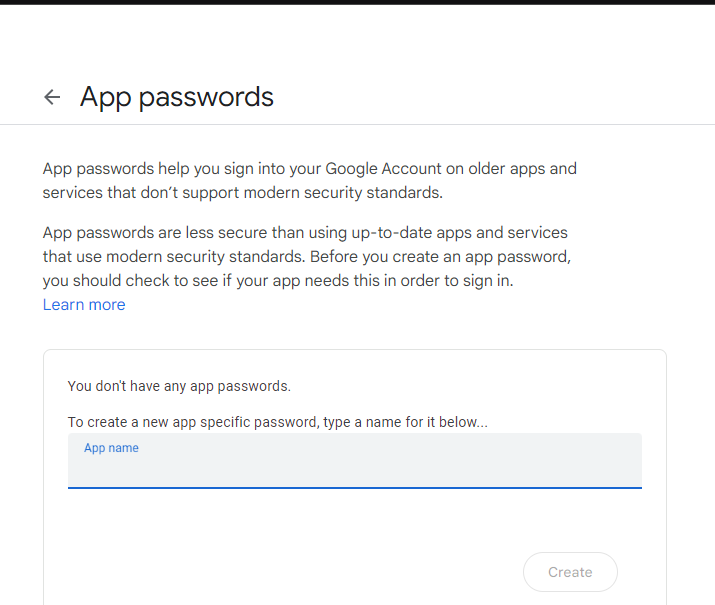 App passwords
App passwords help you sign into your Google Account on older apps and
services that don’t support modern security standards.
App passwords are less secure than using up-to-date apps and services
that use modern security standards. Before you create an app password,
you should check to see if your app needs this in order to sign in.
Learn more
You don't have any app passwords.
To create a new app specific password, type a name for it below...
App name
Create